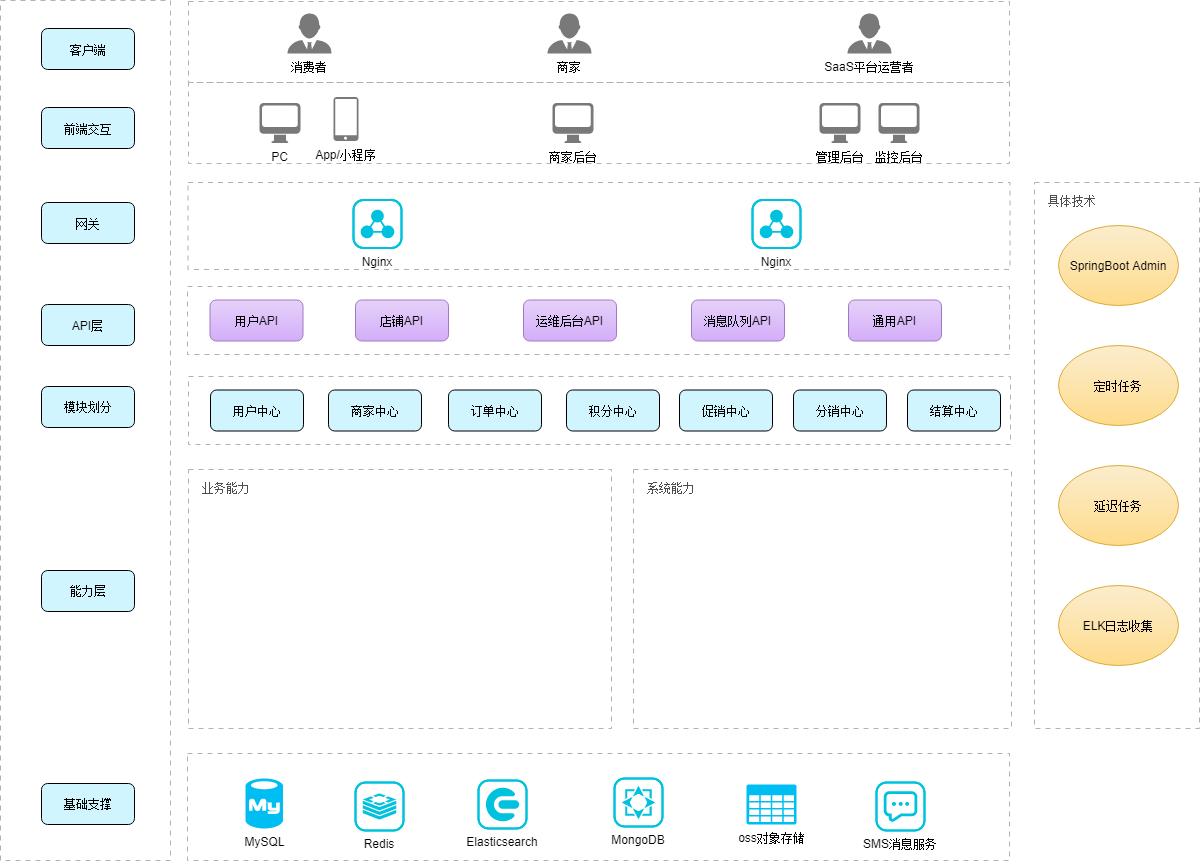 客户端
消费者
商家
SaaS平台运营者
前端交互
PC
App/小程序
商家后台
管理后台
监控后台
网关
Nginx
Nginx
具体技术
SpringBoot Admin
定时任务
延迟任务
ELK日志收集
API层
用户API
店铺API
运维后台API
消息队列API
通用API
模块划分
用户中心
商家中心
订单中心
积分中心
促销中心
分销中心
结算中心
能力层
业务能力
系统能力
基础支撑
My
MySQL
Redis
Elasticsearch
MongoDB
oss对象存储
SMS消息服务